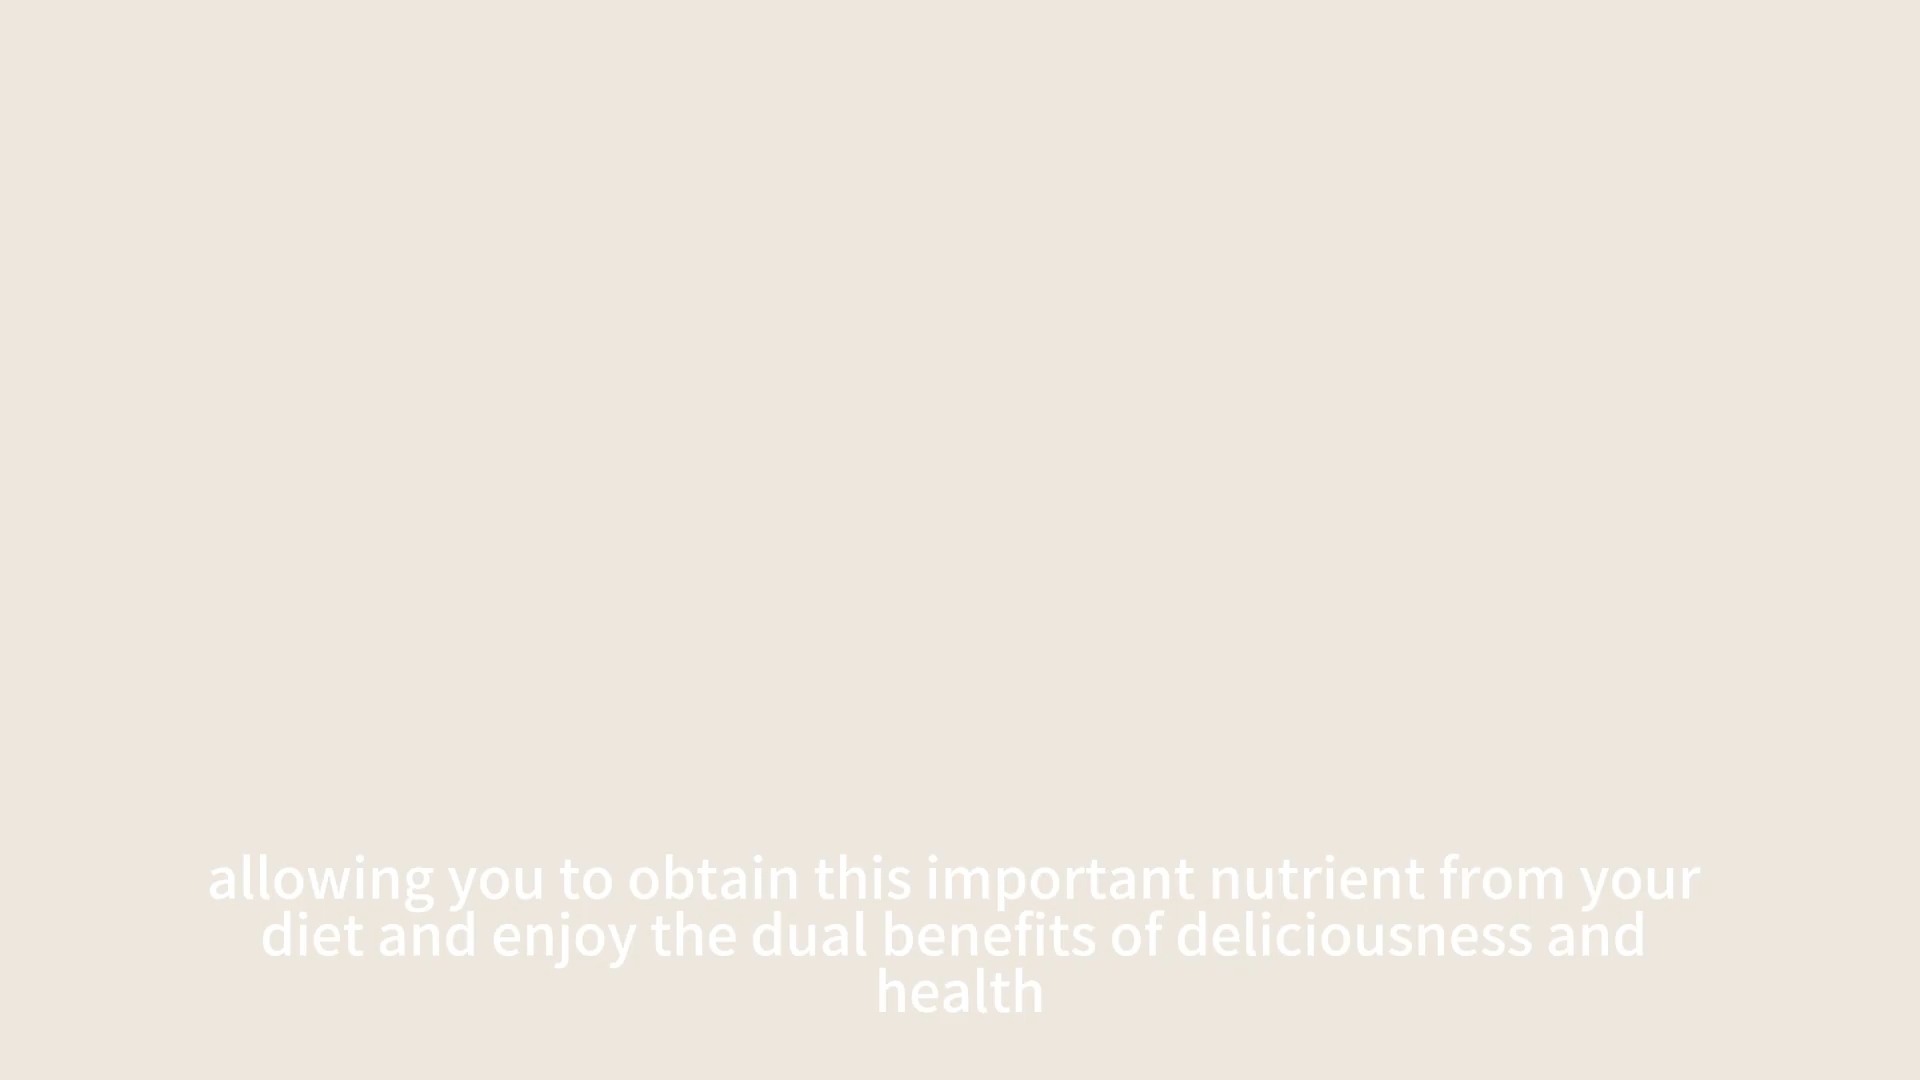 allowing you to obtain this important nutrient from your
diet and enjoy the dual benefits of deliciousness and
health